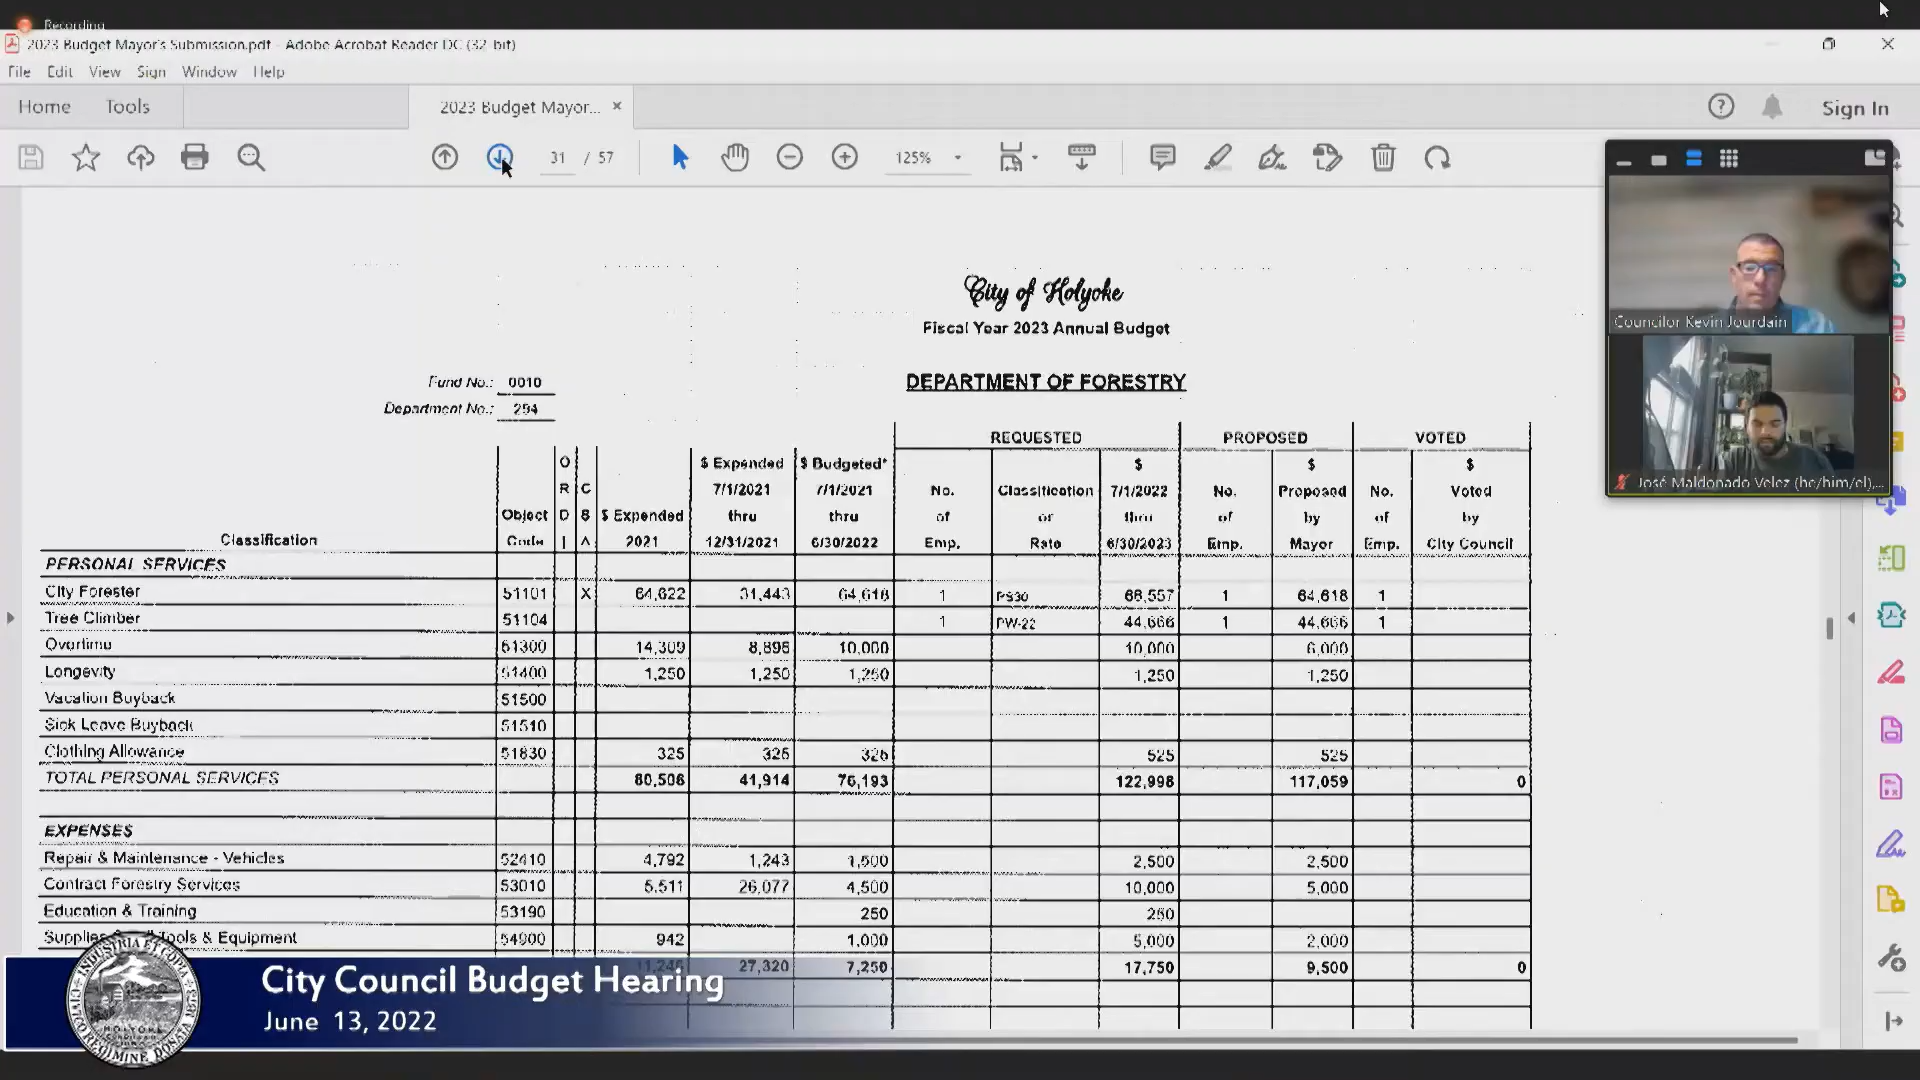 Recording
2023 Budget Mayor's Submission.pdf - Adobe Acrobat Reader DC (32-bit)
File Edit View Sign Window Help
Home Tools 2023 Budget Mayor... × Sign In
31 / 57 125%
City of Holyoke
Fiscal Year 2023 Annual Budget
Councilor Kevin Jourdain
Fund No.: 0010
DEPARTMENT OF FORESTRY
Department No.: 294
José Maldonado Velez (he/him/el),...
REQUESTED PROPOSED VOTED
O $ Expended $ Budgeted* $ $ $
R C 7/1/2021 7/1/2021 No. Classification 7/1/2022 No. Proposed No. Voted
Object D B $ Expended thru thru of or thru of by of by
Classification Code I A 2021 12/31/2021 6/30/2022 Emp. Rate 6/30/2023 Emp. Mayor Emp. City Council
PERSONAL SERVICES
City Forester 51101 X 64,622 31,443 64,618 1 PS30 66,557 1 64,618 1
Tree Climber 51104 1 PW-22 44,666 1 44,666 1
Overtime 51300 14,309 8,896 10,000 10,000 6,000
Longevity 51400 1,250 1,250 1,250 1,250 1,250
Vacation Buyback 51500
Sick Leave Buyback 51510
Clothing Allowance 51830 325 325 325 525 525
TOTAL PERSONAL SERVICES 80,506 41,914 76,193 122,998 117,059 0
EXPENSES
Repair & Maintenance - Vehicles 52410 4,792 1,243 1,500 2,500 2,500
Contract Forestry Services 53010 5,511 26,077 4,500 10,000 5,000
Education & Training 53190 250 250
Supplies Tools & Equipment 54900 942 1,000 5,000 2,000
27,320 7,250 17,750 9,500 0
City Council Budget Hearing
June 13, 2022